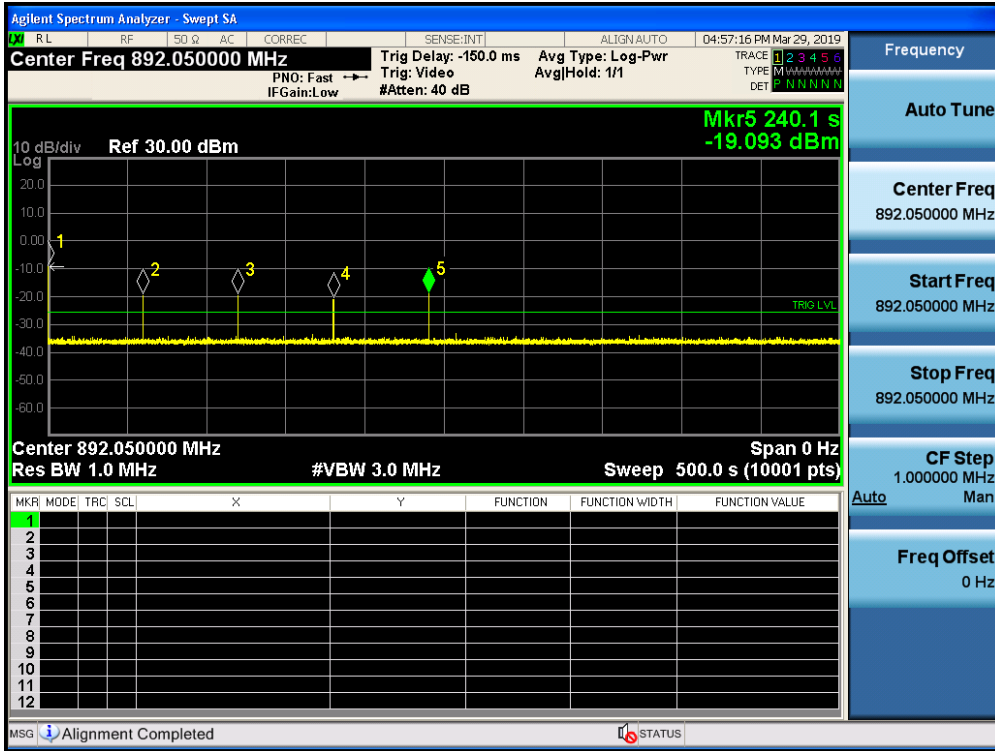 Agilent Spectrum Analyzer - Swept SA
LXI RL RF 50 Ω AC CORREC SENSE:INT ALIGN AUTO 04:57:16 PM Mar 29, 2019
Center Freq 892.050000 MHz
PNO: Fast
IFGain:Low
Trig Delay: -150.0 ms
Trig: Video
#Atten: 40 dB
Avg Type: Log-Pwr
Avg|Hold: 1/1
TRACE 1 2 3 4 5 6
TYPE M WWWWW
DET P N N N N N
Mkr5 240.1 s
-19.093 dBm
10 dB/div Ref 30.00 dBm
Log
20.0
10.0
0.00
-10.0
-20.0
-30.0
-40.0
-50.0
-60.0
1
2
3
4
5
TRIG LVL
Center 892.050000 MHz Span 0 Hz
Res BW 1.0 MHz #VBW 3.0 MHz Sweep 500.0 s (10001 pts)
MKR MODE TRC SCL X Y FUNCTION FUNCTION WIDTH FUNCTION VALUE
1
2
3
4
5
6
7
8
9
10
11
12
MSG Alignment Completed STATUS
Frequency
Auto Tune
Center Freq
892.050000 MHz
Start Freq
892.050000 MHz
Stop Freq
892.050000 MHz
CF Step
1.000000 MHz
Auto Man
Freq Offset
0 Hz